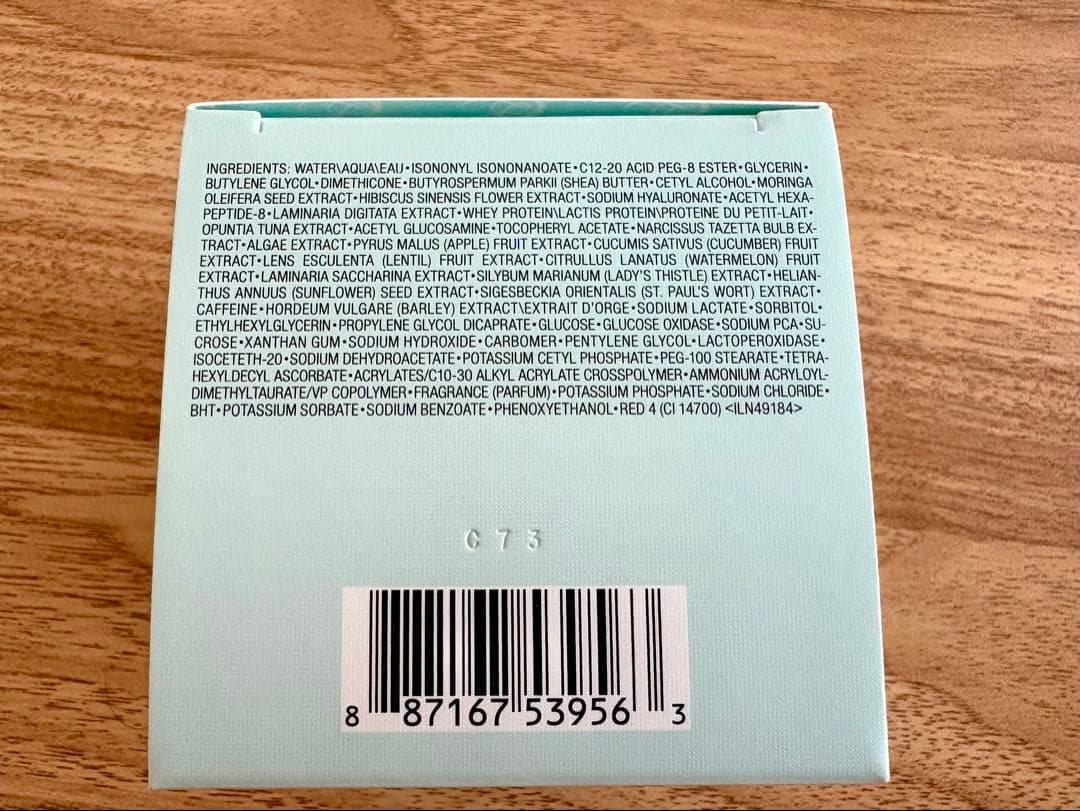 INGREDIENTS: WATER\AQUA\EAU•ISONONYL ISONONANOATE•C12-20 ACID PEG-8 ESTER•GLYCERIN•
BUTYLENE GLYCOL•DIMETHICONE•BUTYROSPERMUM PARKII (SHEA) BUTTER•CETYL ALCOHOL•MORINGA
OLEIFERA SEED EXTRACT•HIBISCUS SINENSIS FLOWER EXTRACT•SODIUM HYALURONATE•ACETYL HEXA-
PEPTIDE-8•LAMINARIA DIGITATA EXTRACT•WHEY PROTEIN\LACTIS PROTEIN\PROTEINE DU PETIT-LAIT•
OPUNTIA TUNA EXTRACT•ACETYL GLUCOSAMINE•TOCOPHERYL ACETATE•NARCISSUS TAZETTA BULB EX-
TRACT•ALGAE EXTRACT•PYRUS MALUS (APPLE) FRUIT EXTRACT•CUCUMIS SATIVUS (CUCUMBER) FRUIT
EXTRACT•LENS ESCULENTA (LENTIL) FRUIT EXTRACT•CITRULLUS LANATUS (WATERMELON) FRUIT
EXTRACT•LAMINARIA SACCHARINA EXTRACT•SILYBUM MARIANUM (LADY'S THISTLE) EXTRACT•HELIAN-
THUS ANNUUS (SUNFLOWER) SEED EXTRACT•SIGESBECKIA ORIENTALIS (ST. PAUL'S WORT) EXTRACT•
CAFFEINE•HORDEUM VULGARE (BARLEY) EXTRACT\EXTRAIT D'ORGE•SODIUM LACTATE•SORBITOL•
ETHYLHEXYLGLYCERIN•PROPYLENE GLYCOL DICAPRATE•GLUCOSE•GLUCOSE OXIDASE•SODIUM PCA•SU-
CROSE•XANTHAN GUM•SODIUM HYDROXIDE•CARBOMER•PENTYLENE GLYCOL•LACTOPEROXIDASE•
ISOCETETH-20•SODIUM DEHYDROACETATE•POTASSIUM CETYL PHOSPHATE•PEG-100 STEARATE•TETRA-
HEXYLDECYL ASCORBATE•ACRYLATES/C10-30 ALKYL ACRYLATE CROSSPOLYMER•AMMONIUM ACRYLOYL-
DIMETHYLTAURATE/VP COPOLYMER•FRAGRANCE (PARFUM)•POTASSIUM PHOSPHATE•SODIUM CHLORIDE•
BHT•POTASSIUM SORBATE•SODIUM BENZOATE•PHENOXYETHANOL•RED 4 (CI 14700) <ILN49184>
C73
8 87167 53956 3